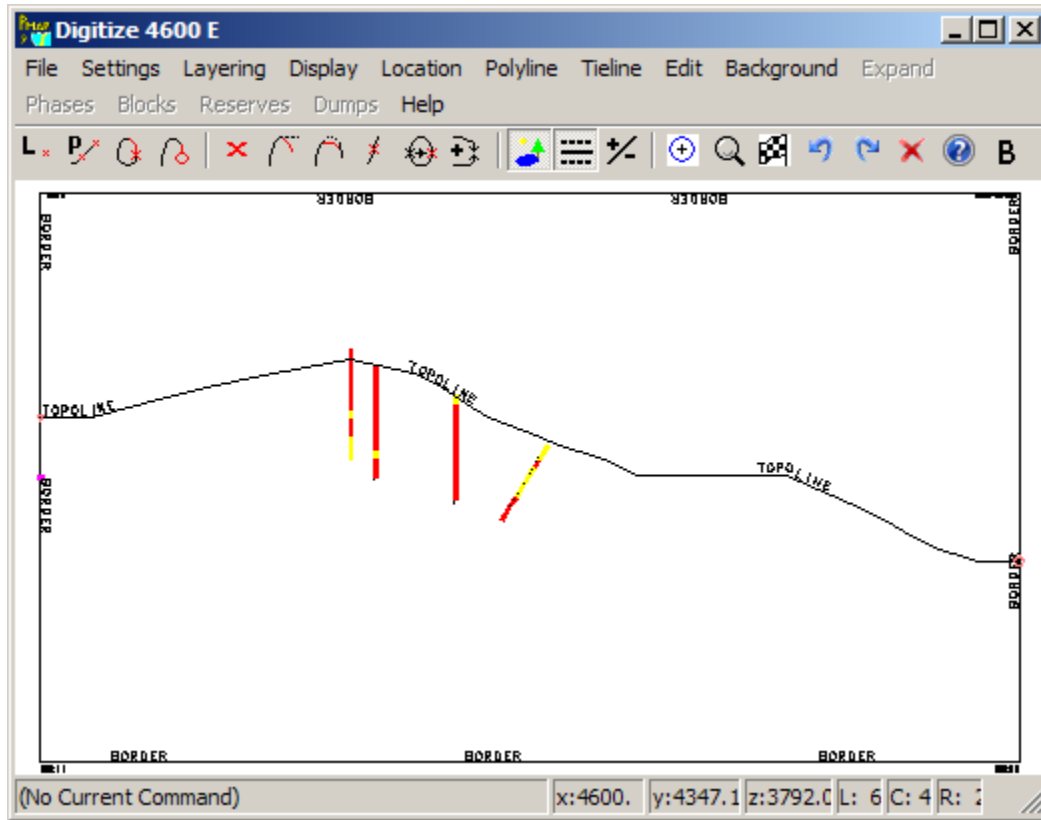 Digitize 4600 E
File Settings Layering Display Location Polyline Tieline Edit Background Expand
Phases Blocks Reserves Dumps Help
L P B
BORDER BORDER
BORDER BORDER
TOPOLINE TOPOLINE
TOPOLINE
BORDER BORDER
BORDER BORDER BORDER
(No Current Command) x:4600. y:4347.1 z:3792.0 L: 6 C: 4 R: 2